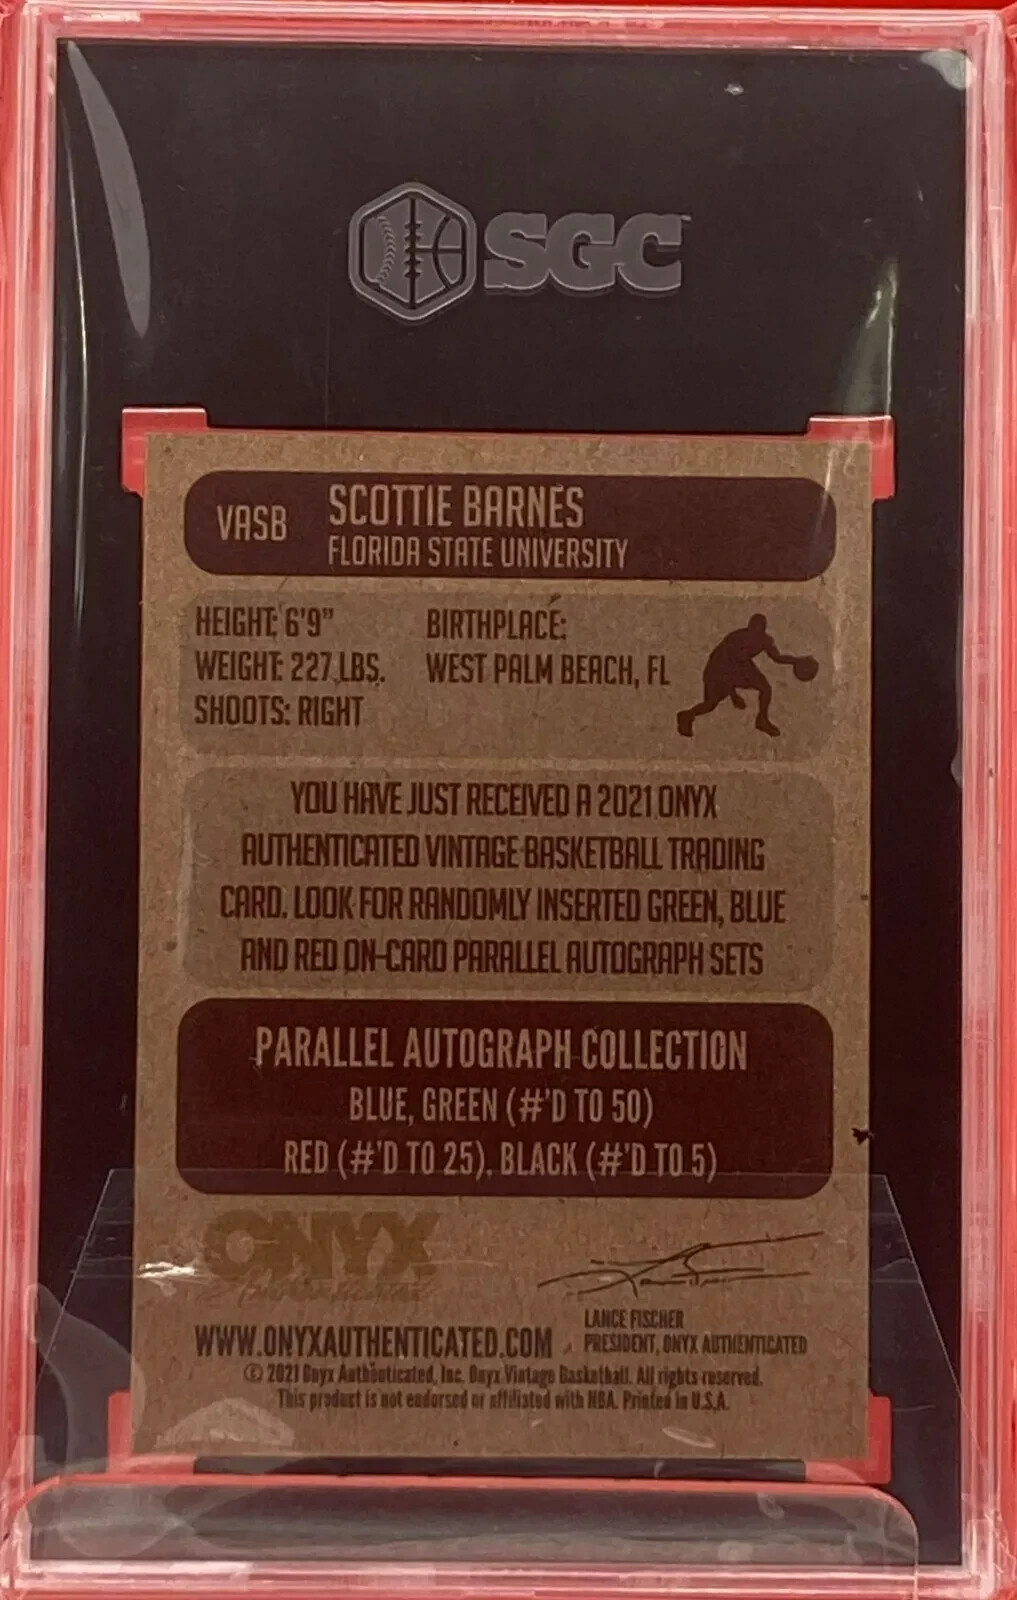 SGC
VASB
SCOTTIE BARNES
FLORIDA STATE UNIVERSITY
HEIGHT: 6'9"
WEIGHT: 227 LBS.
SHOOTS: RIGHT
BIRTHPLACE:
WEST PALM BEACH, FL
YOU HAVE JUST RECEIVED A 2021 ONYX
AUTHENTICATED VINTAGE BASKETBALL TRADING
CARD. LOOK FOR RANDOMLY INSERTED GREEN, BLUE
AND RED ON-CARD PARALLEL AUTOGRAPH SETS
PARALLEL AUTOGRAPH COLLECTION
BLUE, GREEN (#'D TO 50)
RED (#'D TO 25), BLACK (#'D TO 5)
ONYX
Authenticated
LANCE FISCHER
PRESIDENT, ONYX AUTHENTICATED
WWW.ONYXAUTHENTICATED.COM
© 2021 Onyx Authenticated, Inc. Onyx Vintage Basketball. All rights reserved.
This product is not endorsed or affiliated with NBA. Printed in U.S.A.